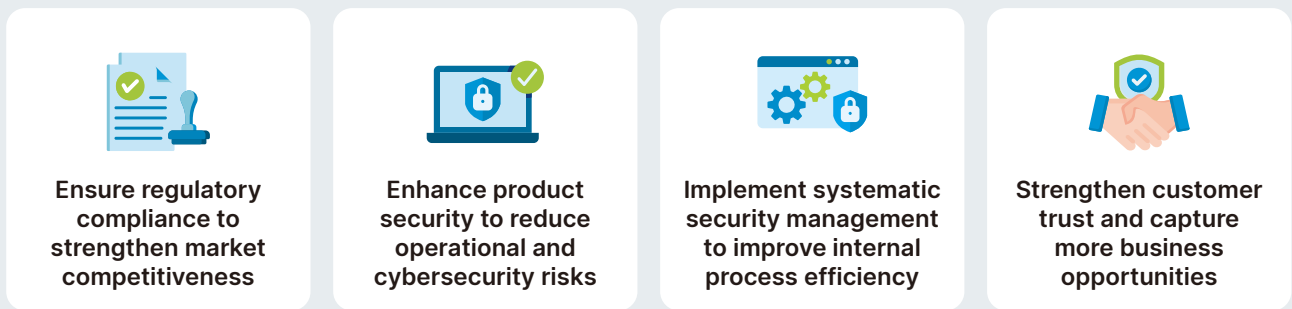 Ensure regulatory
compliance to
strengthen market
competitiveness
Enhance product
security to reduce
operational and
cybersecurity risks
Implement systematic
security management
to improve internal
process efficiency
Strengthen customer
trust and capture
more business
opportunities